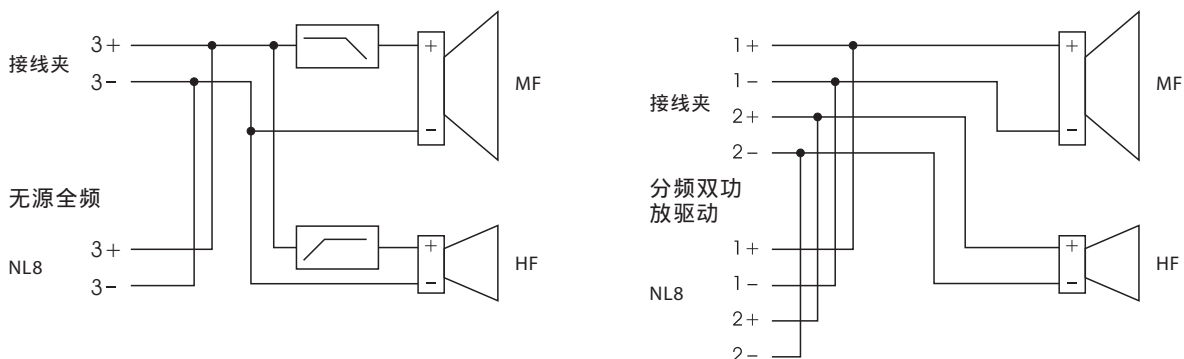 接线夹
3+
3-
+
-
MF
无源全频
NL8
3+
3-
+
-
HF
接线夹
1+
1-
2+
2-
+
-
MF
分频双功
放驱动
NL8
1+
1-
2+
2-
+
-
HF